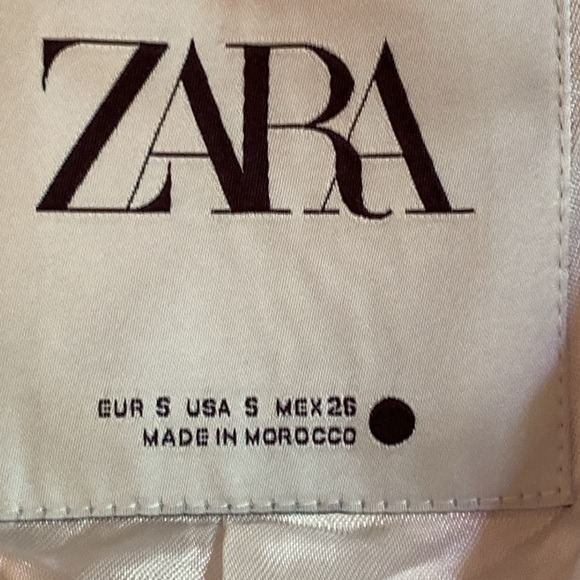 ZARA
EUR S USA S MEX 26
MADE IN MOROCCO